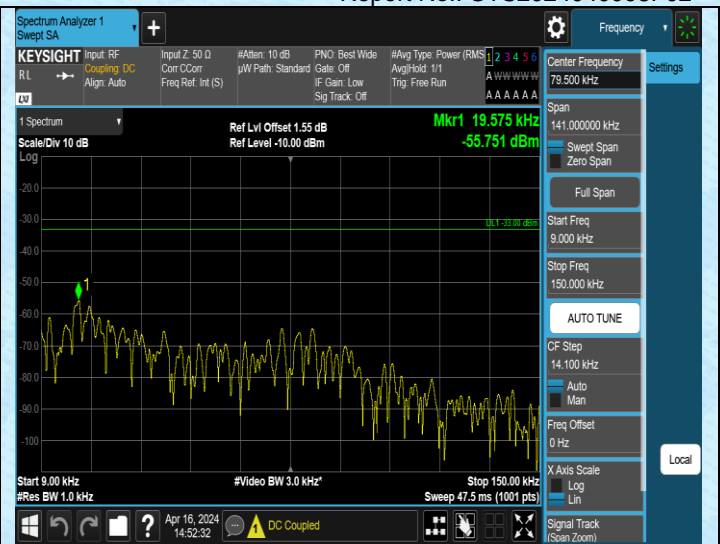 Spectrum Analyzer 1
Swept SA
+
Frequency
KEYSIGHT
RL
LXI
Input: RF
Coupling: DC
Align: Auto
Input Z: 50 Ω
Corr CCorr
Freq Ref: Int (S)
#Atten: 10 dB
µW Path: Standard
PNO: Best Wide
Gate: Off
IF Gain: Low
Sig Track: Off
#Avg Type: Power (RMS
Avg|Hold: 1/1
Trig: Free Run
1 2 3 4 5 6
A W W W W W
A A A A A A
Center Frequency
79.500 kHz
Settings
1 Spectrum
Scale/Div 10 dB
Log
Ref Lvl Offset 1.55 dB
Ref Level -10.00 dBm
Mkr1 19.575 kHz
-55.751 dBm
Span
141.000000 kHz
Swept Span
Zero Span
Full Span
Start Freq
9.000 kHz
Stop Freq
150.000 kHz
AUTO TUNE
CF Step
14.100 kHz
Auto
Man
Freq Offset
0 Hz
X Axis Scale
Log
Lin
Signal Track
(Span Zoom)
Local
-20.0
-30.0
DL1 -33.00 dBm
-40.0
-50.0
1
-60.0
-70.0
-80.0
-90.0
-100
Start 9.00 kHz
#Res BW 1.0 kHz
#Video BW 3.0 kHz*
Stop 150.00 kHz
Sweep 47.5 ms (1001 pts)
?
Apr 16, 2024
14:52:32
DC Coupled